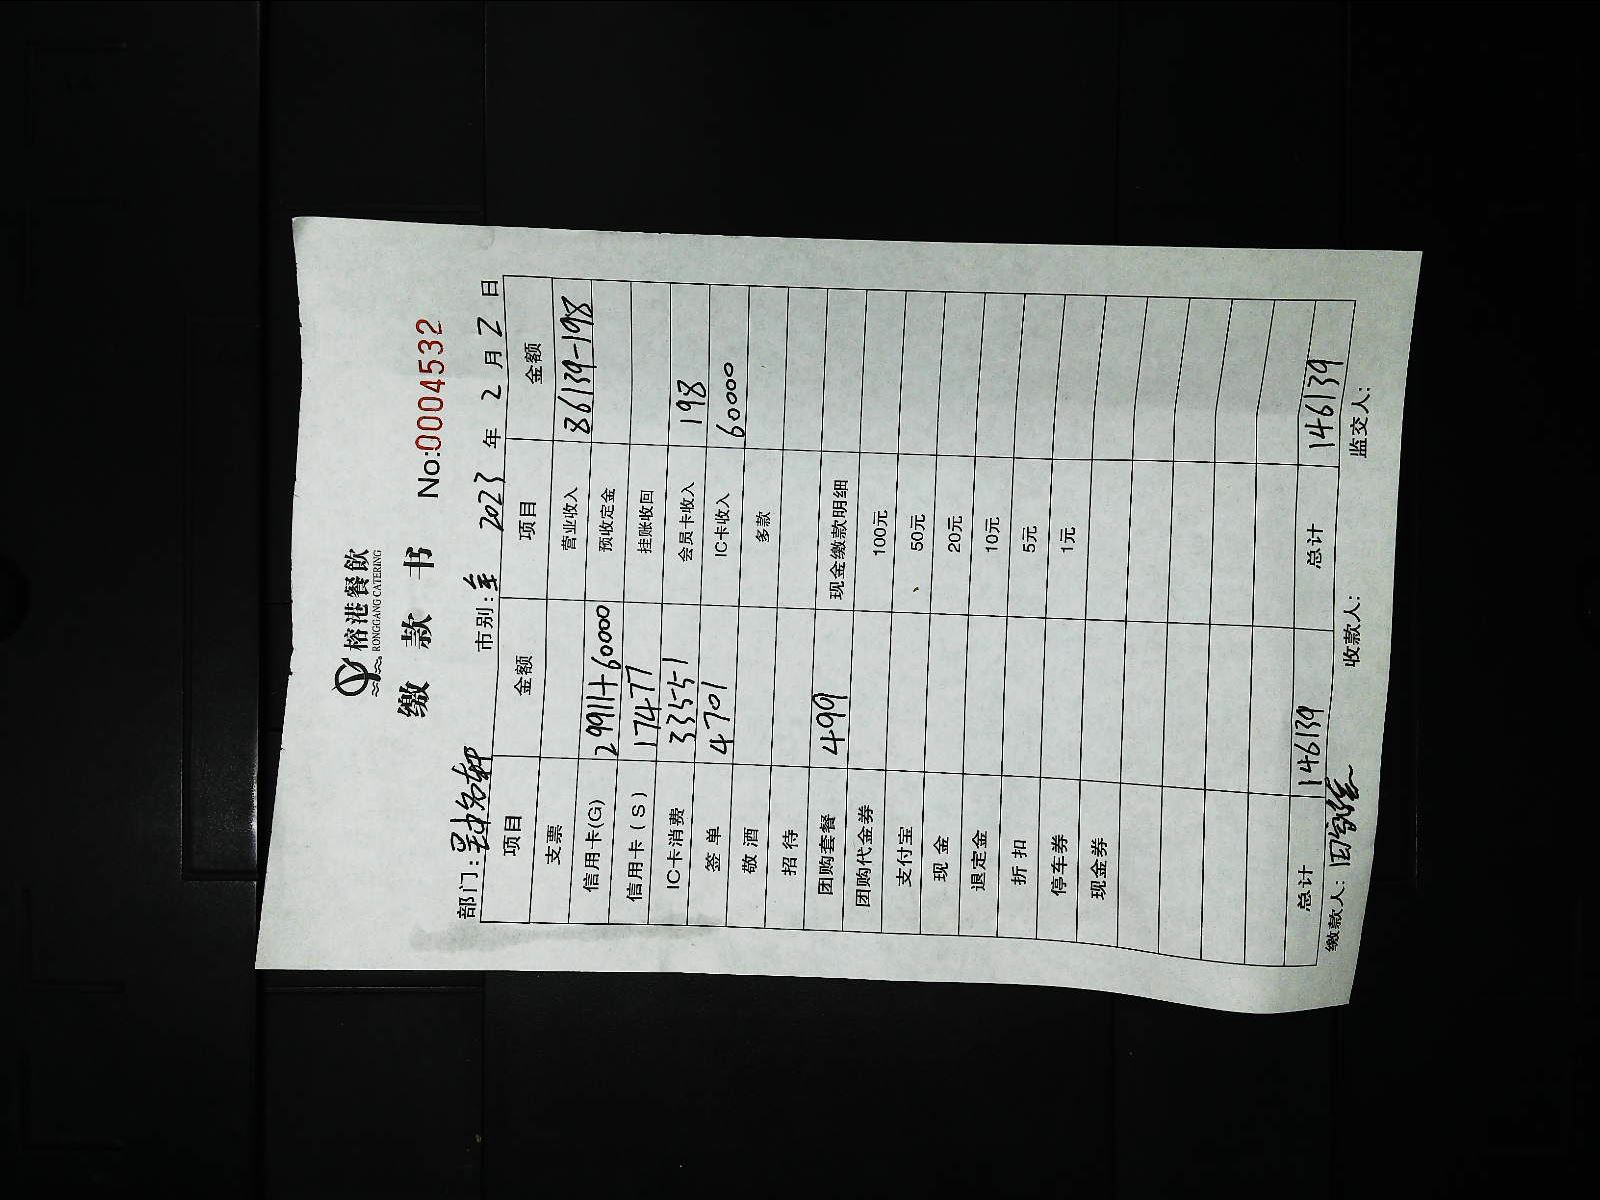 榕港餐飲
RONGGANG CATERING
缴 款 书 No:0004532
部门: 市别: 2023年2月2日
项目 金额 项目 金额
支票 营业收入 86139-198
信用卡(G) 29911+60000 预收定金
信用卡(S) 17477 挂账收回
IC卡消费 33551 会员卡收入 198
签 单 4701 IC卡收入 60000
敬 酒 多款
招 待
团购套餐 499 现金缴款明细
团购代金券 100元
支付宝 50元
现 金 20元
退定金 10元
折 扣 5元
停车券 1元
现金券
总计 146139 总计 146139
缴款人: 收款人: 监交人: